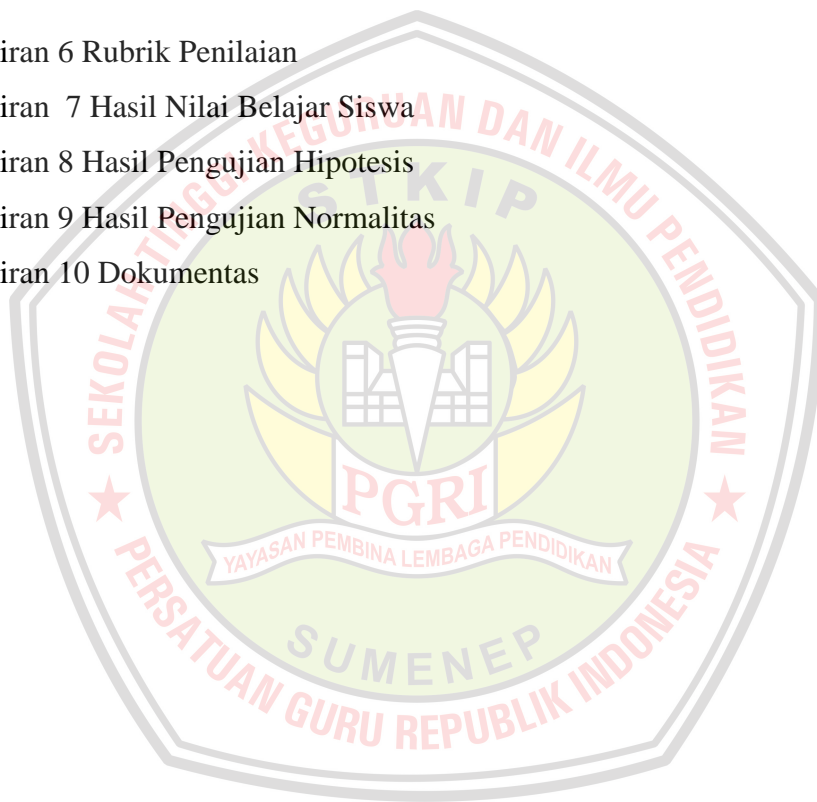 iran 6 Rubrik Penilaian
iran 7 Hasil Nilai Belajar Siswa
iran 8 Hasil Pengujian Hipotesis
iran 9 Hasil Pengujian Normalitas
iran 10 Dokumentas
SEKOLAH TINGGI KEGURUAN DAN ILMU PENDIDIKAN
STKIP
PGRI
YAYASAN PEMBINA LEMBAGA PENDIDIKAN
SUMENEP
PERSATUAN GURU REPUBLIK INDONESIA